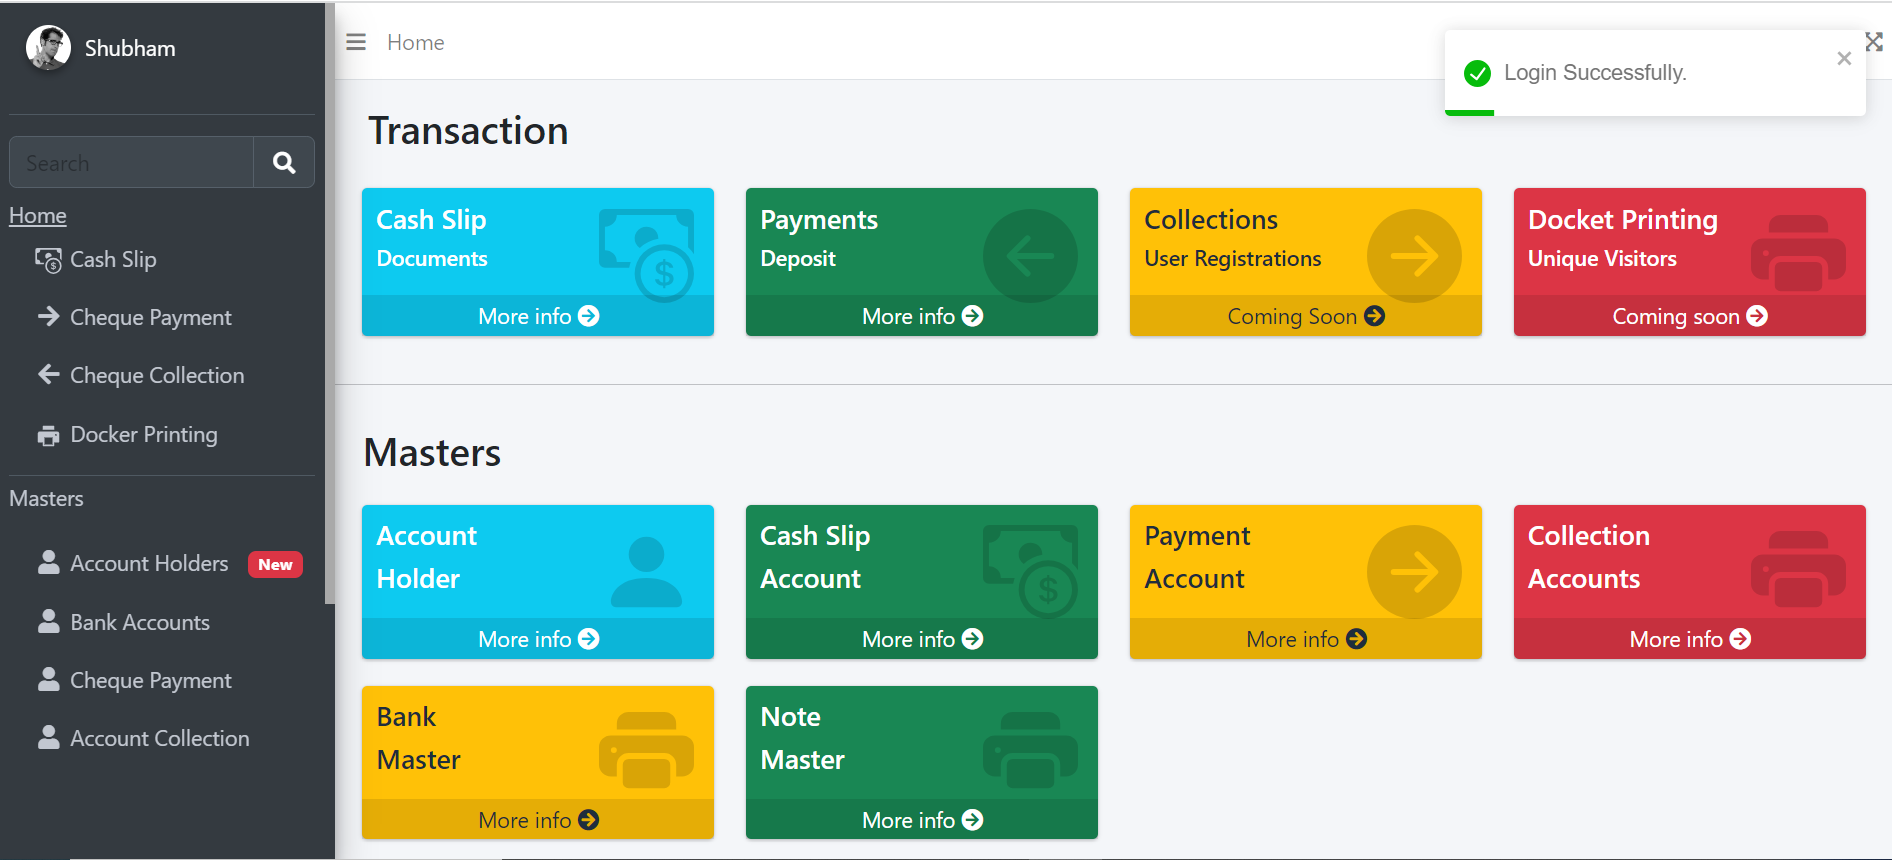 Shubham
Search
Home
Cash Slip
Cheque Payment
Cheque Collection
Docker Printing
Masters
Account Holders New
Bank Accounts
Cheque Payment
Account Collection
Home
Login Successfully.
Transaction
Cash Slip
Documents
More info
Payments
Deposit
More info
Collections
User Registrations
Coming Soon
Docket Printing
Unique Visitors
Coming soon
Masters
Account
Holder
More info
Cash Slip
Account
More info
Payment
Account
More info
Collection
Accounts
More info
Bank
Master
More info
Note
Master
More info